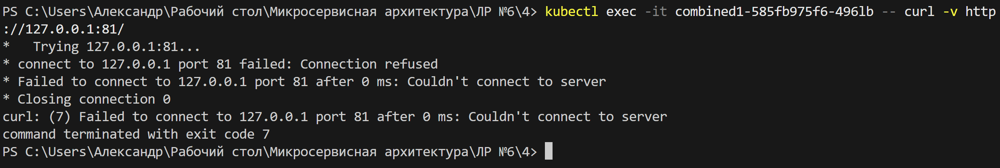 PS C:\Users\Александр\Рабочий стол\Микросервисная архитектура\ЛР №6\4> kubectl exec -it combined1-585fb975f6-496lb -- curl -v http
://127.0.0.1:81/
*   Trying 127.0.0.1:81...
* connect to 127.0.0.1 port 81 failed: Connection refused
* Failed to connect to 127.0.0.1 port 81 after 0 ms: Couldn't connect to server
* Closing connection 0
curl: (7) Failed to connect to 127.0.0.1 port 81 after 0 ms: Couldn't connect to server
command terminated with exit code 7
PS C:\Users\Александр\Рабочий стол\Микросервисная архитектура\ЛР №6\4>